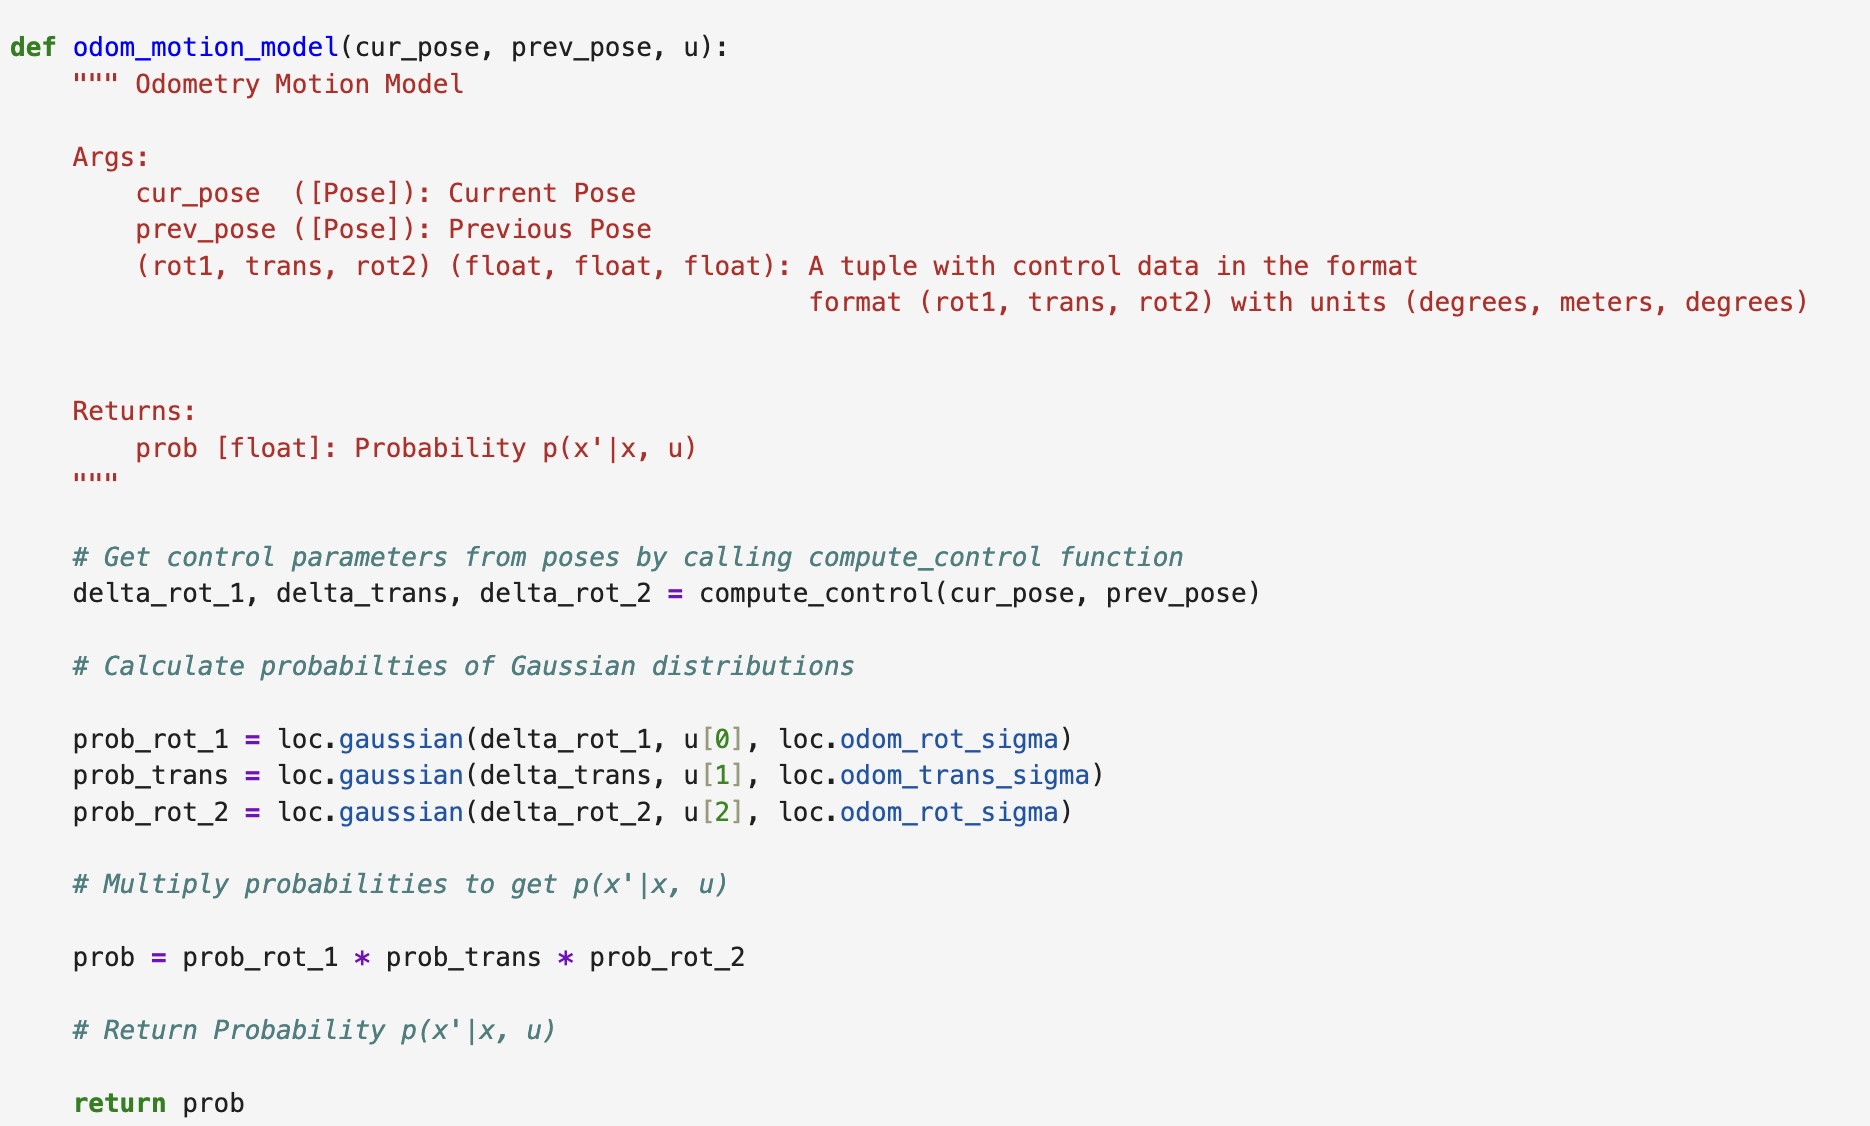 def odom_motion_model(cur_pose, prev_pose, u):
    """ Odometry Motion Model

    Args:
        cur_pose  ([Pose]): Current Pose
        prev_pose ([Pose]): Previous Pose
        (rot1, trans, rot2) (float, float, float): A tuple with control data in the format
                                                   format (rot1, trans, rot2) with units (degrees, meters, degrees)

    Returns:
        prob [float]: Probability p(x'|x, u)
    """

    # Get control parameters from poses by calling compute_control function
    delta_rot_1, delta_trans, delta_rot_2 = compute_control(cur_pose, prev_pose)

    # Calculate probabilties of Gaussian distributions

    prob_rot_1 = loc.gaussian(delta_rot_1, u[0], loc.odom_rot_sigma)
    prob_trans = loc.gaussian(delta_trans, u[1], loc.odom_trans_sigma)
    prob_rot_2 = loc.gaussian(delta_rot_2, u[2], loc.odom_rot_sigma)

    # Multiply probabilities to get p(x'|x, u)

    prob = prob_rot_1 * prob_trans * prob_rot_2

    # Return Probability p(x'|x, u)

    return prob